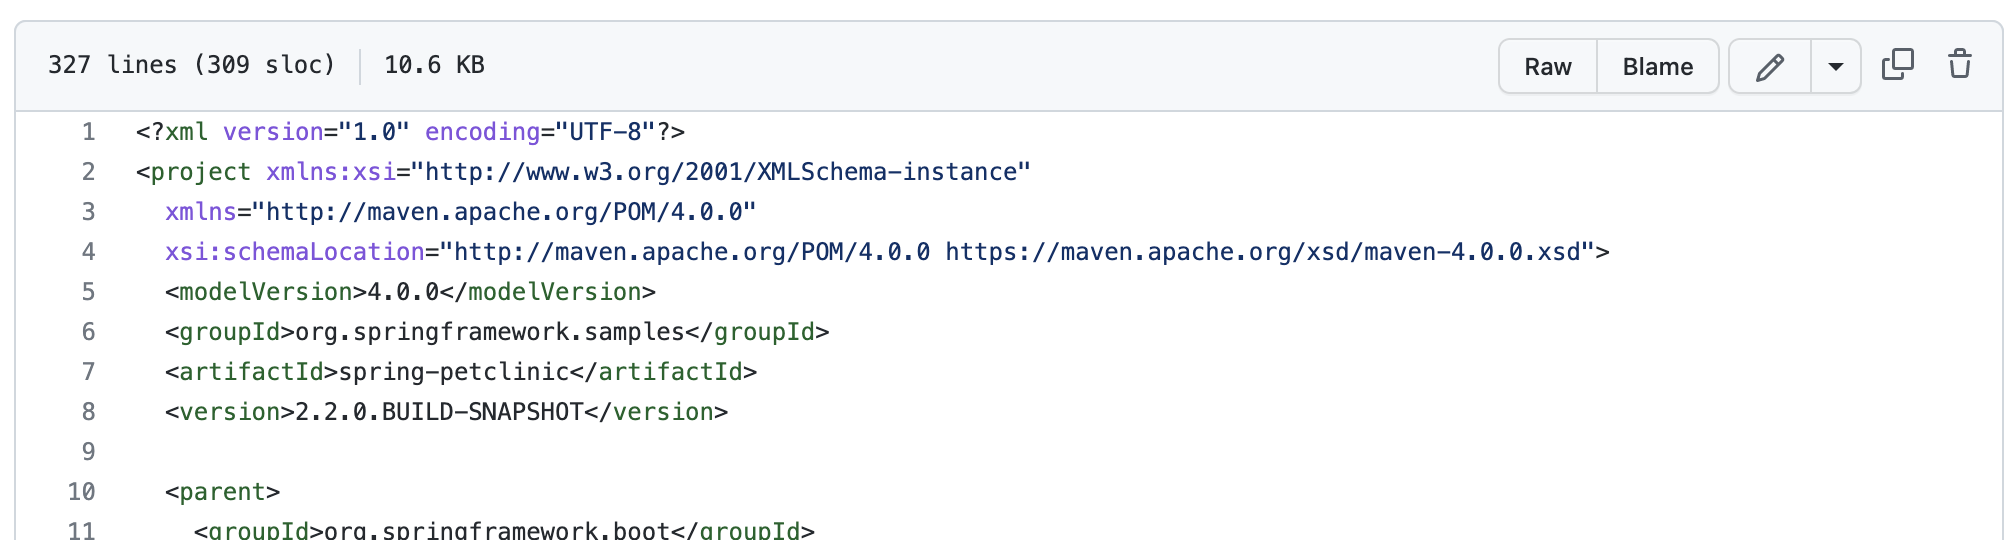 327 lines (309 sloc) 10.6 KB Raw Blame
1 <?xml version="1.0" encoding="UTF-8"?>
2 <project xmlns:xsi="http://www.w3.org/2001/XMLSchema-instance"
3 xmlns="http://maven.apache.org/POM/4.0.0"
4 xsi:schemaLocation="http://maven.apache.org/POM/4.0.0 https://maven.apache.org/xsd/maven-4.0.0.xsd">
5 <modelVersion>4.0.0</modelVersion>
6 <groupId>org.springframework.samples</groupId>
7 <artifactId>spring-petclinic</artifactId>
8 <version>2.2.0.BUILD-SNAPSHOT</version>
9
10 <parent>
11 <groupId>org.springframework.boot</groupId>